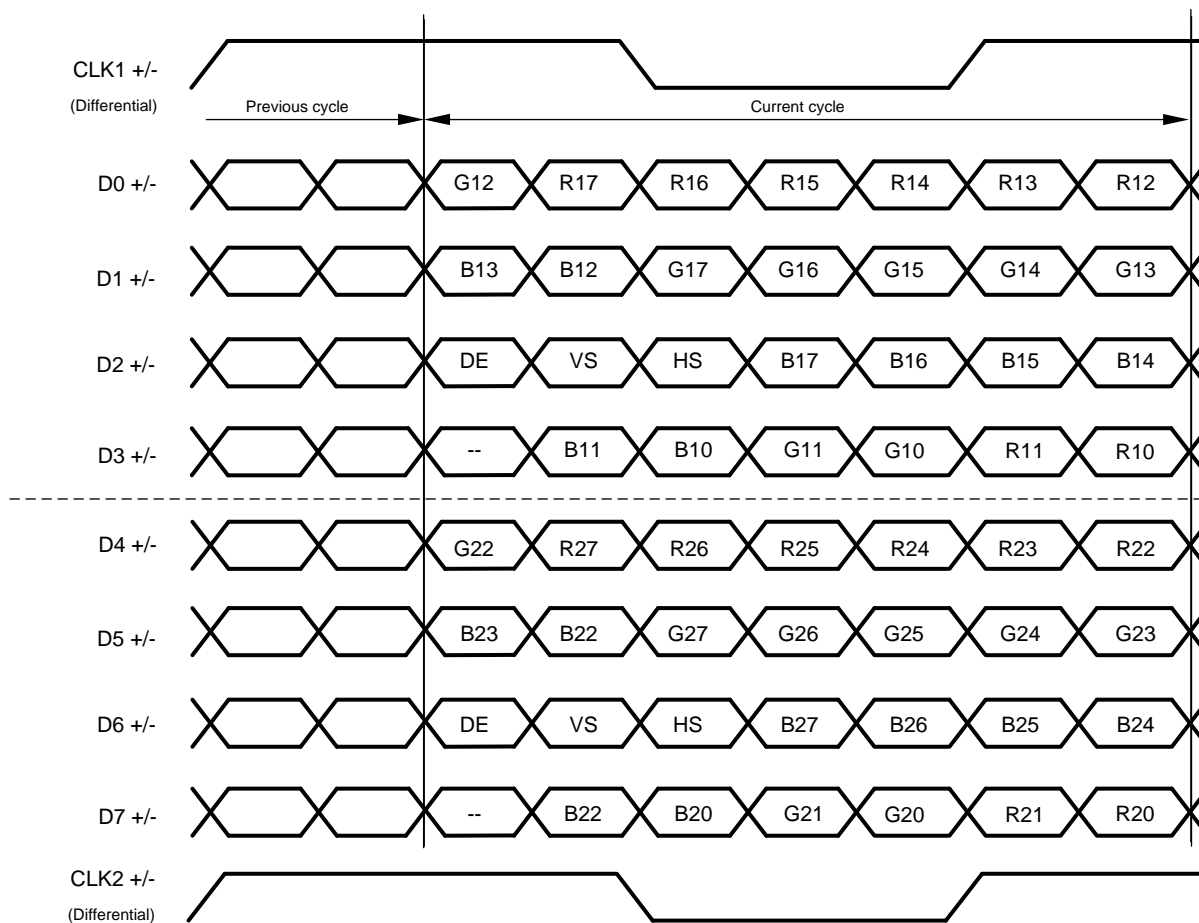 CLK1 +/-
(Differential)
Previous cycle
Current cycle
D0 +/- G12 R17 R16 R15 R14 R13 R12
D1 +/- B13 B12 G17 G16 G15 G14 G13
D2 +/- DE VS HS B17 B16 B15 B14
D3 +/- -- B11 B10 G11 G10 R11 R10
D4 +/- G22 R27 R26 R25 R24 R23 R22
D5 +/- B23 B22 G27 G26 G25 G24 G23
D6 +/- DE VS HS B27 B26 B25 B24
D7 +/- -- B22 B20 G21 G20 R21 R20
CLK2 +/-
(Differential)